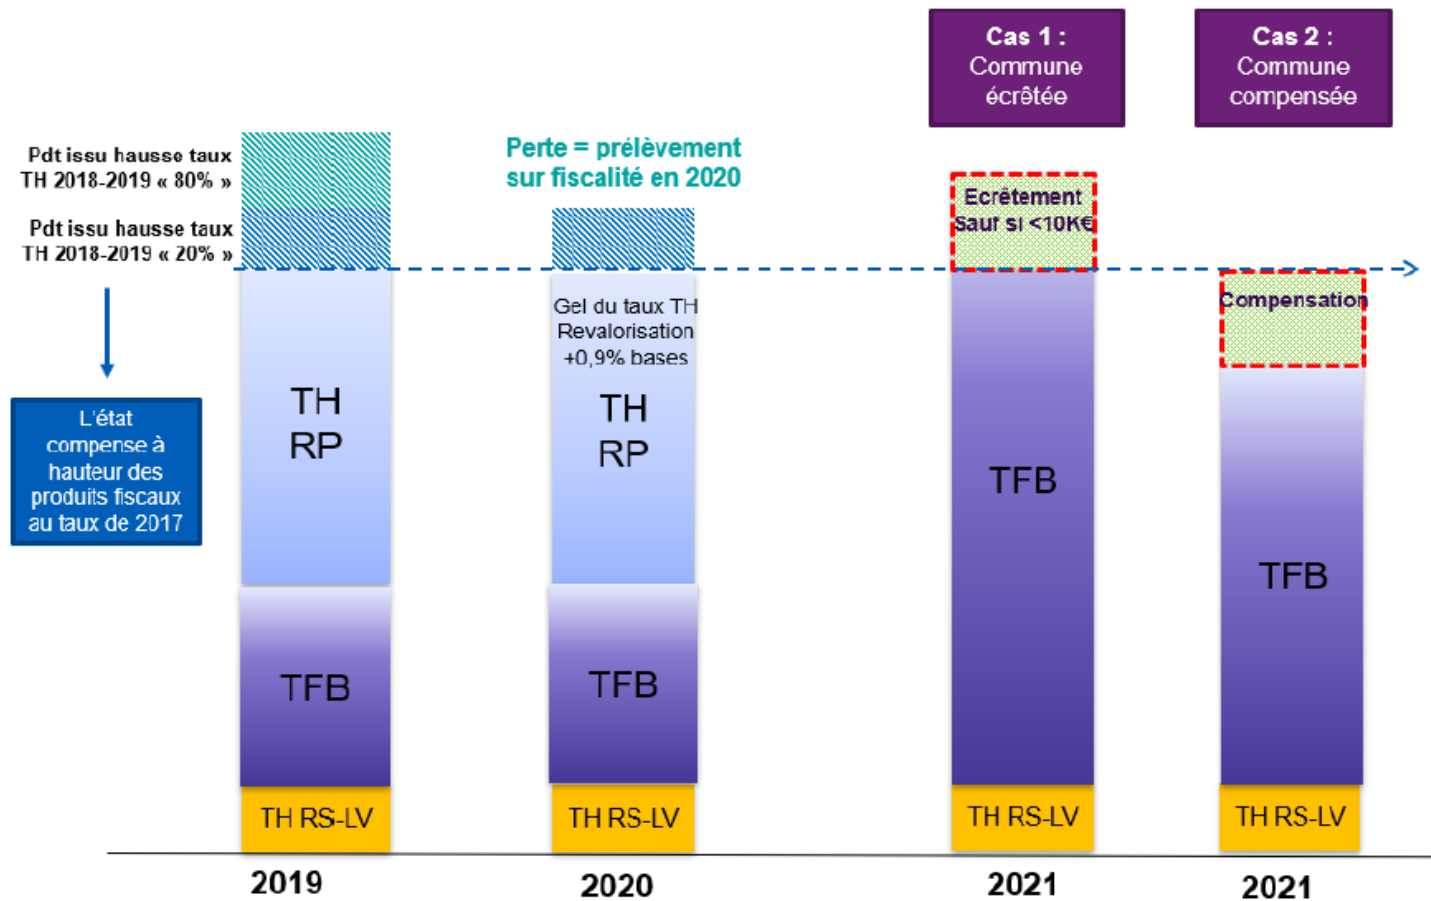 Cas 1 :
Commune
écrêtée
Cas 2 :
Commune
compensée
Pdt issu hausse taux
TH 2018-2019 « 80% »
Pdt issu hausse taux
TH 2018-2019 « 20% »
Perte = prélèvement
sur fiscalité en 2020
Ecrêtement
Sauf si <10K€
Compensation
Gel du taux TH
Revalorisation
+0,9% bases
L'état
compense à
hauteur des
produits fiscaux
au taux de 2017
TH
RP
TH
RP
TFB
TFB
TFB
TFB
TH RS-LV
TH RS-LV
TH RS-LV
TH RS-LV
2019
2020
2021
2021